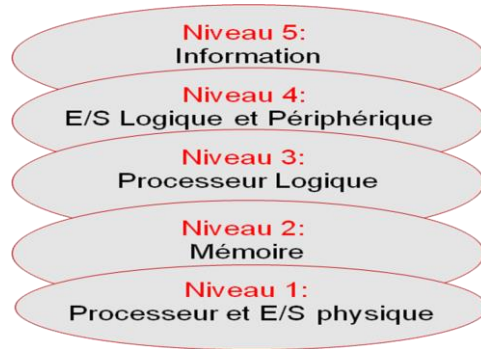 Niveau 5:
Information
Niveau 4:
E/S Logique et Périphérique
Niveau 3:
Processeur Logique
Niveau 2:
Mémoire
Niveau 1:
Processeur et E/S physique